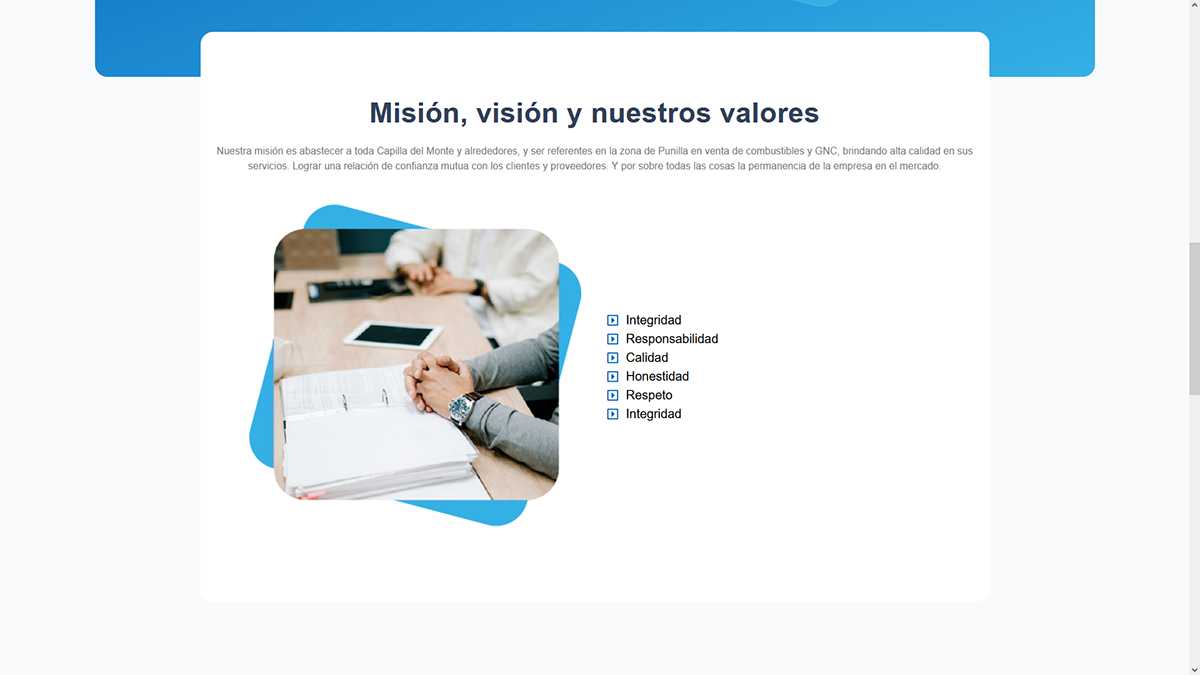 Misión, visión y nuestros valores
Nuestra misión es abastecer a toda Capilla del Monte y alrededores, y ser referentes en la zona de Punilla en venta de combustibles y GNC, brindando alta calidad en sus
servicios. Lograr una relación de confianza mutua con los clientes y proveedores. Y por sobre todas las cosas la permanencia de la empresa en el mercado.
Integridad
Responsabilidad
Calidad
Honestidad
Respeto
Integridad